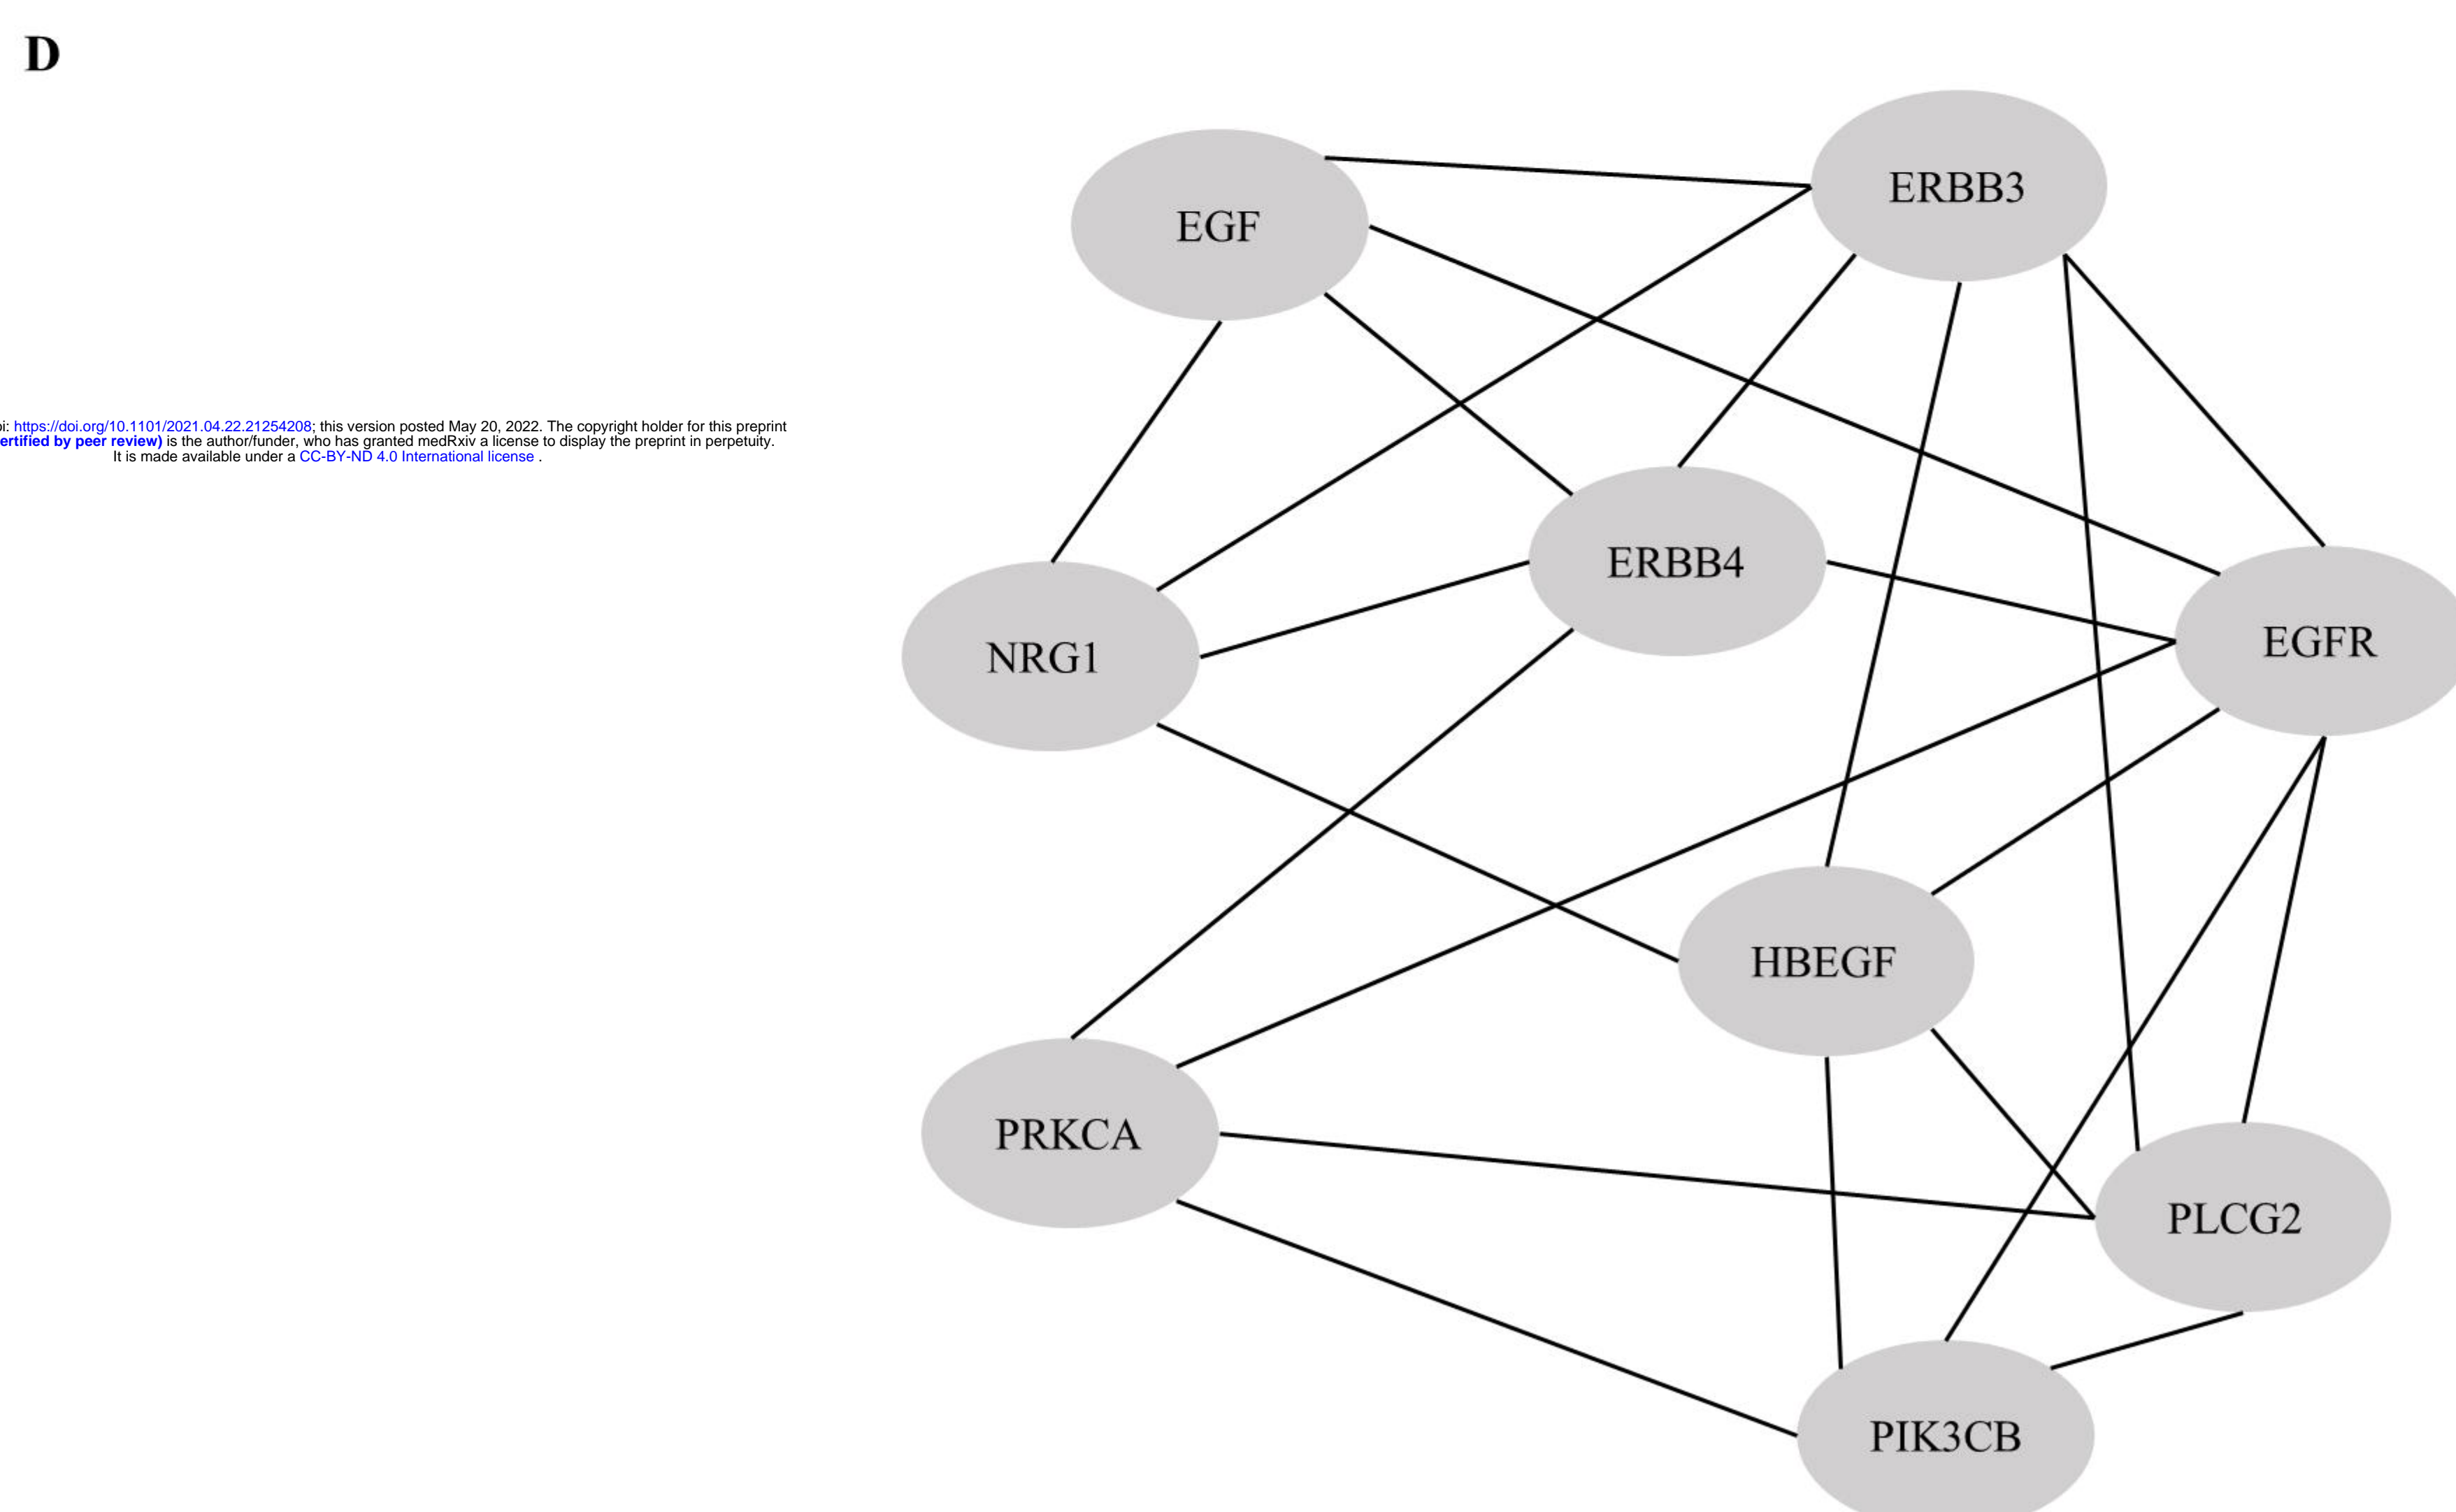 D
ERBB3
EGF
oi: https://doi.org/10.1101/2021.04.22.21254208; this version posted May 20, 2022. The copyright holder for this preprint
ertified by peer review) is the author/funder, who has granted medRxiv a license to display the preprint in perpetuity.
It is made available under a CC-BY-ND 4.0 International license .
ERBB4
EGFR
NRG1
HBEGF
PRKCA
PLCG2
PIK3CB